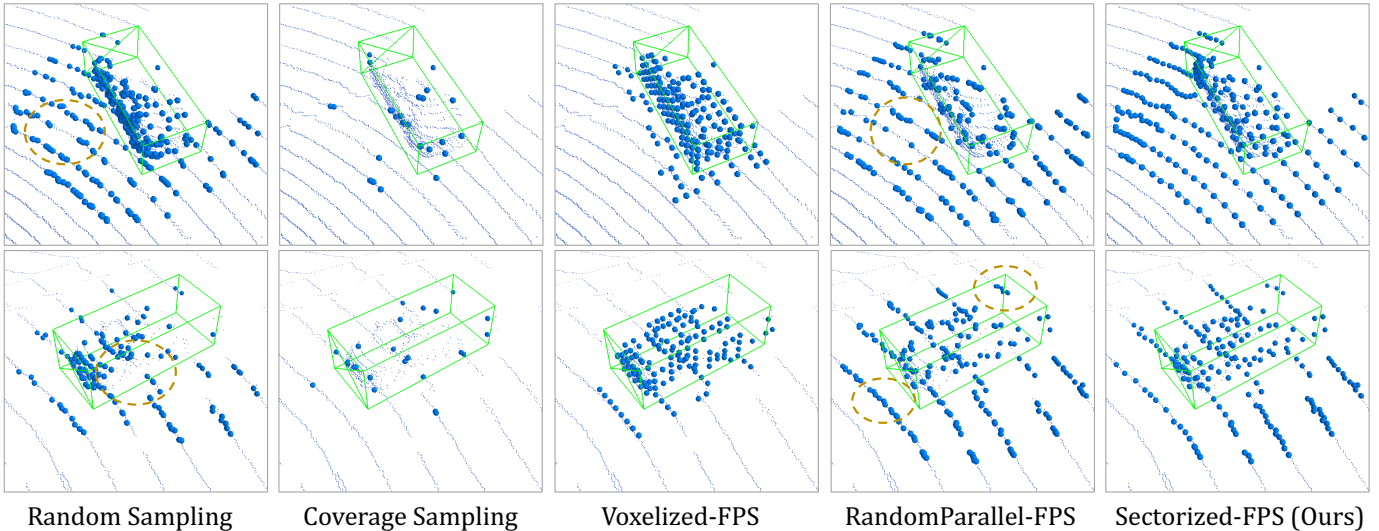 Random Sampling
Coverage Sampling
Voxelized-FPS
RandomParallel-FPS
Sectorized-FPS (Ours)